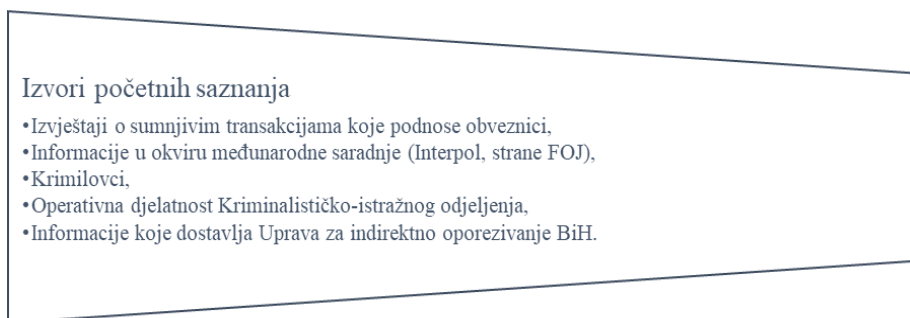 Izvori početnih saznanja
•Izvještaji o sumnjivim transakcijama koje podnose obveznici,
•Informacije u okviru međunarodne saradnje (Interpol, strane FOJ),
•Krimilovci,
•Operativna djelatnost Kriminalističko-istražnog odjeljenja,
•Informacije koje dostavlja Uprava za indirektno oporezivanje BiH.